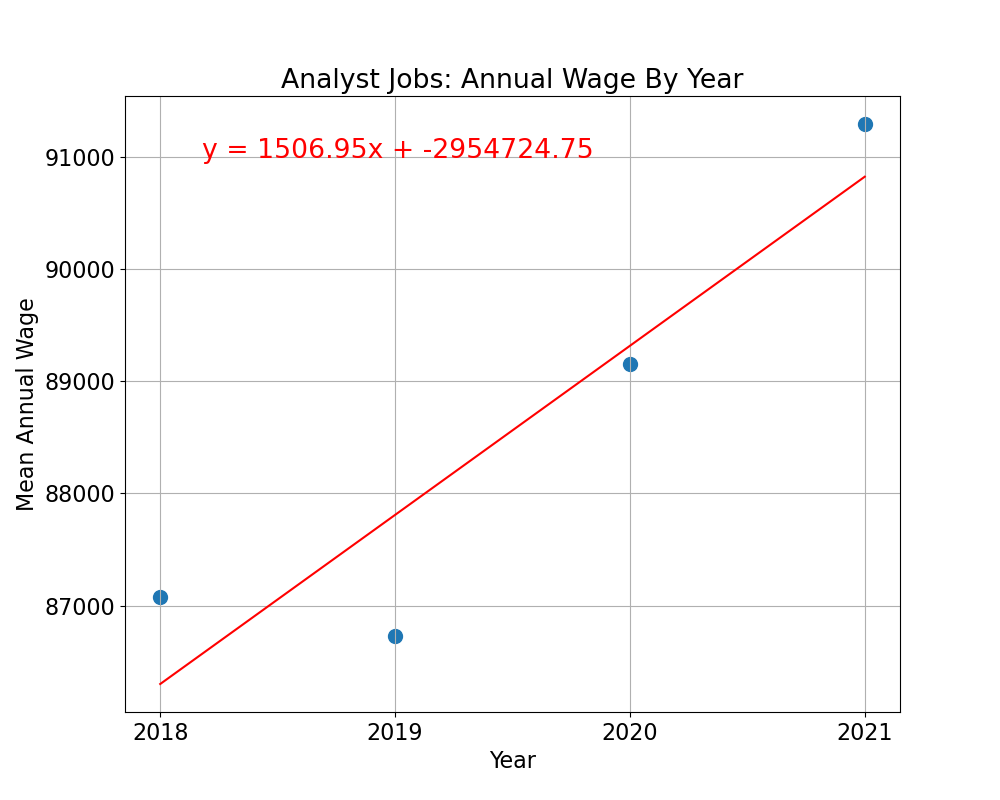 Analyst Jobs: Annual Wage By Year
y = 1506.95x + -2954724.75
91000
90000
89000
88000
87000
Mean Annual Wage
2018 2019 2020 2021
Year